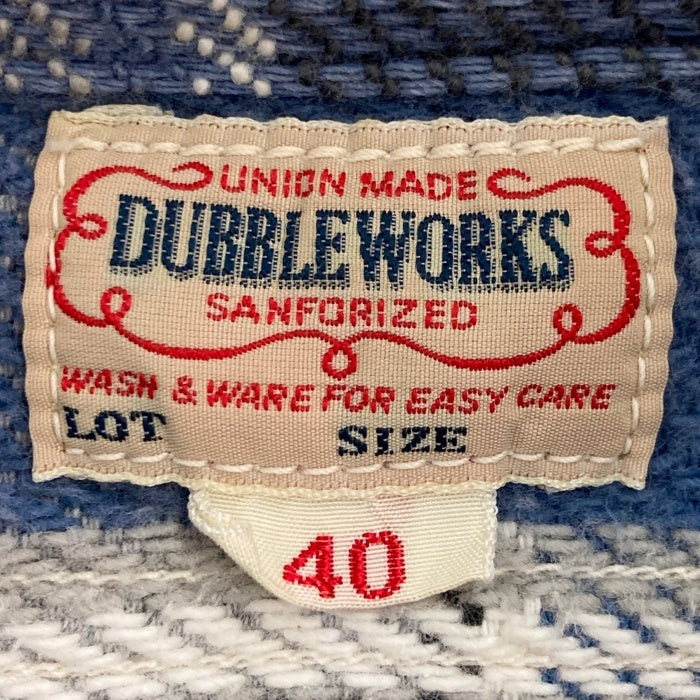 UNION MADE
DUBBLEWORKS
SANFORIZED
WASH & WARE FOR EASY CARE
LOT SIZE
40